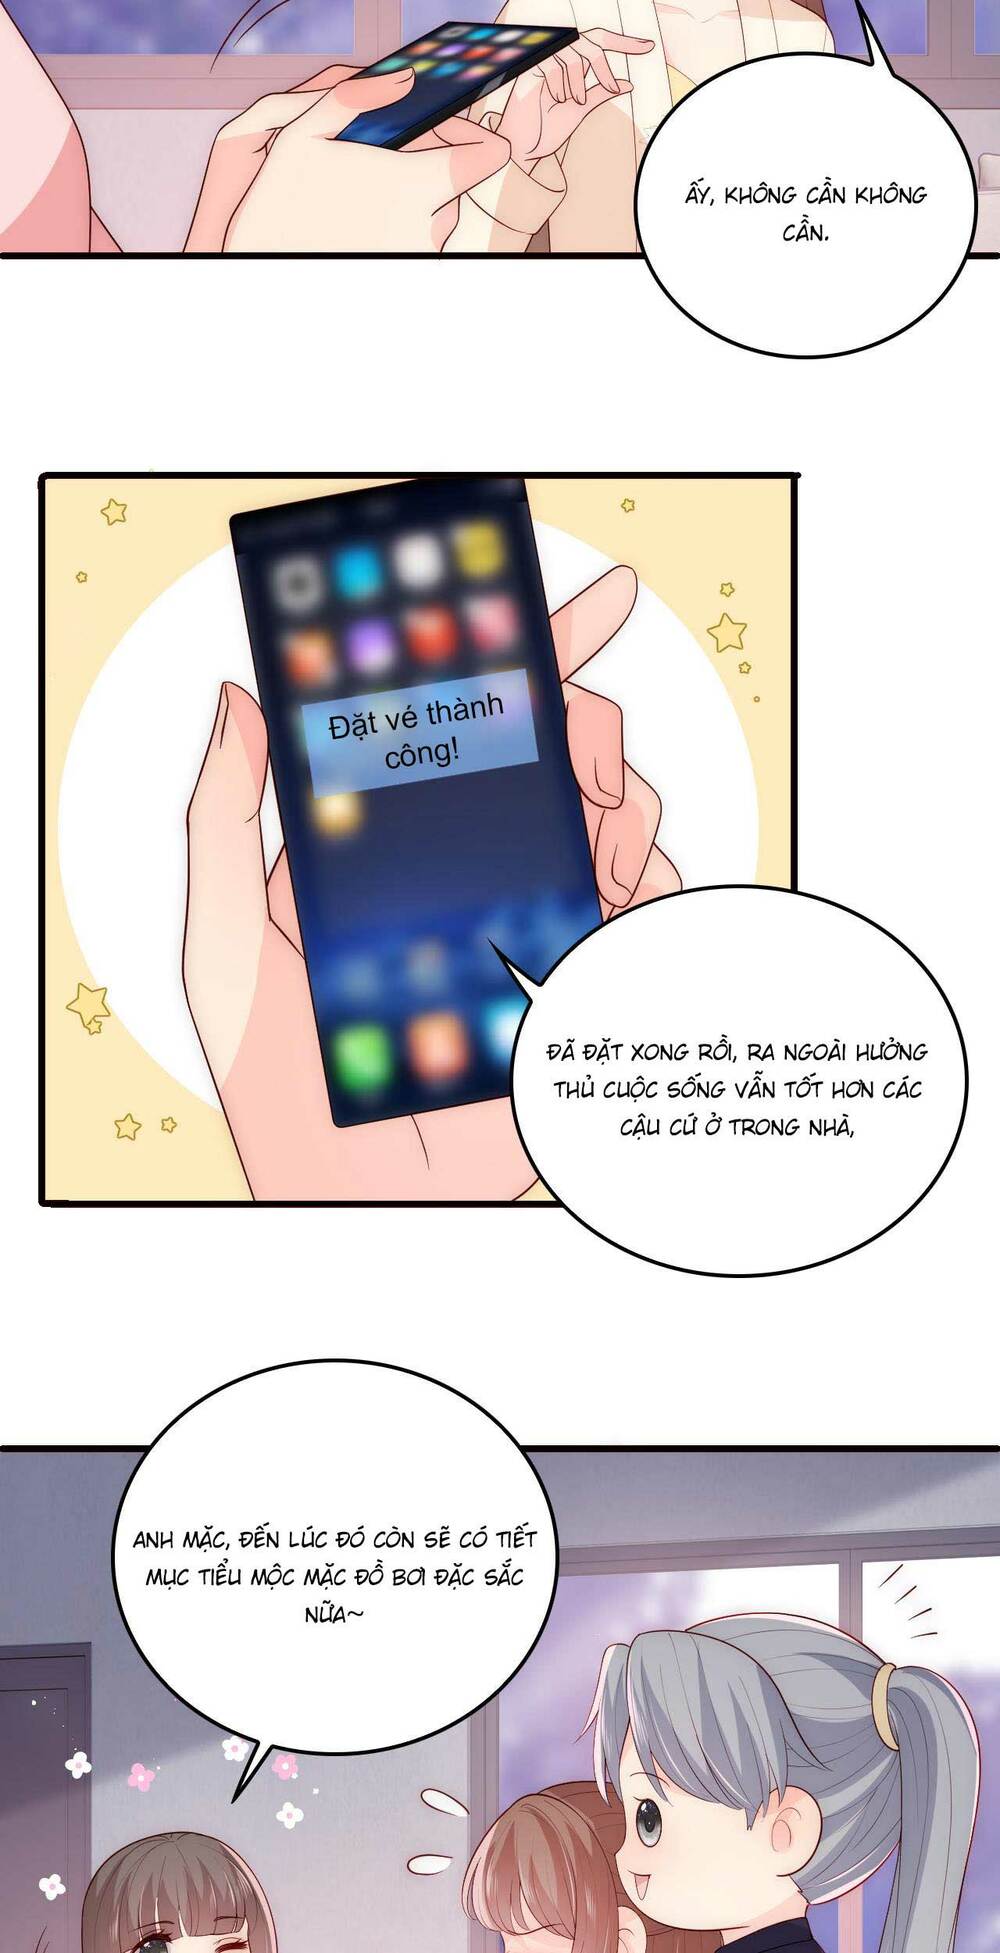 ẤY, KHÔNG CẦN KHÔNG
CẦN.
Đặt vé thành
công!
ĐÃ ĐẶT XONG RỒI, RA NGOÀI HƯỞNG
THỦ CUỘC SỐNG VẪN TỐT HƠN CÁC
CẬU CỨ Ở TRONG NHÀ,
ANH MẶC, ĐẾN LÚC ĐÓ CÒN SẼ CÓ TIẾT
MỤC TIỂU MỘC MẶC ĐỒ BƠI ĐẶC SẮC
NỮA~